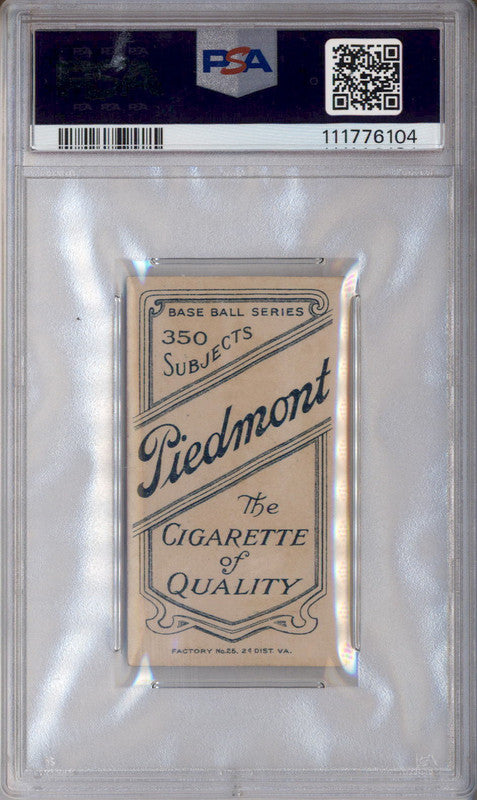 PSA
111776104
BASE BALL SERIES
350
SUBJECTS
Piedmont
The
CIGARETTE
of
QUALITY
FACTORY No. 25, 2d DIST. VA.